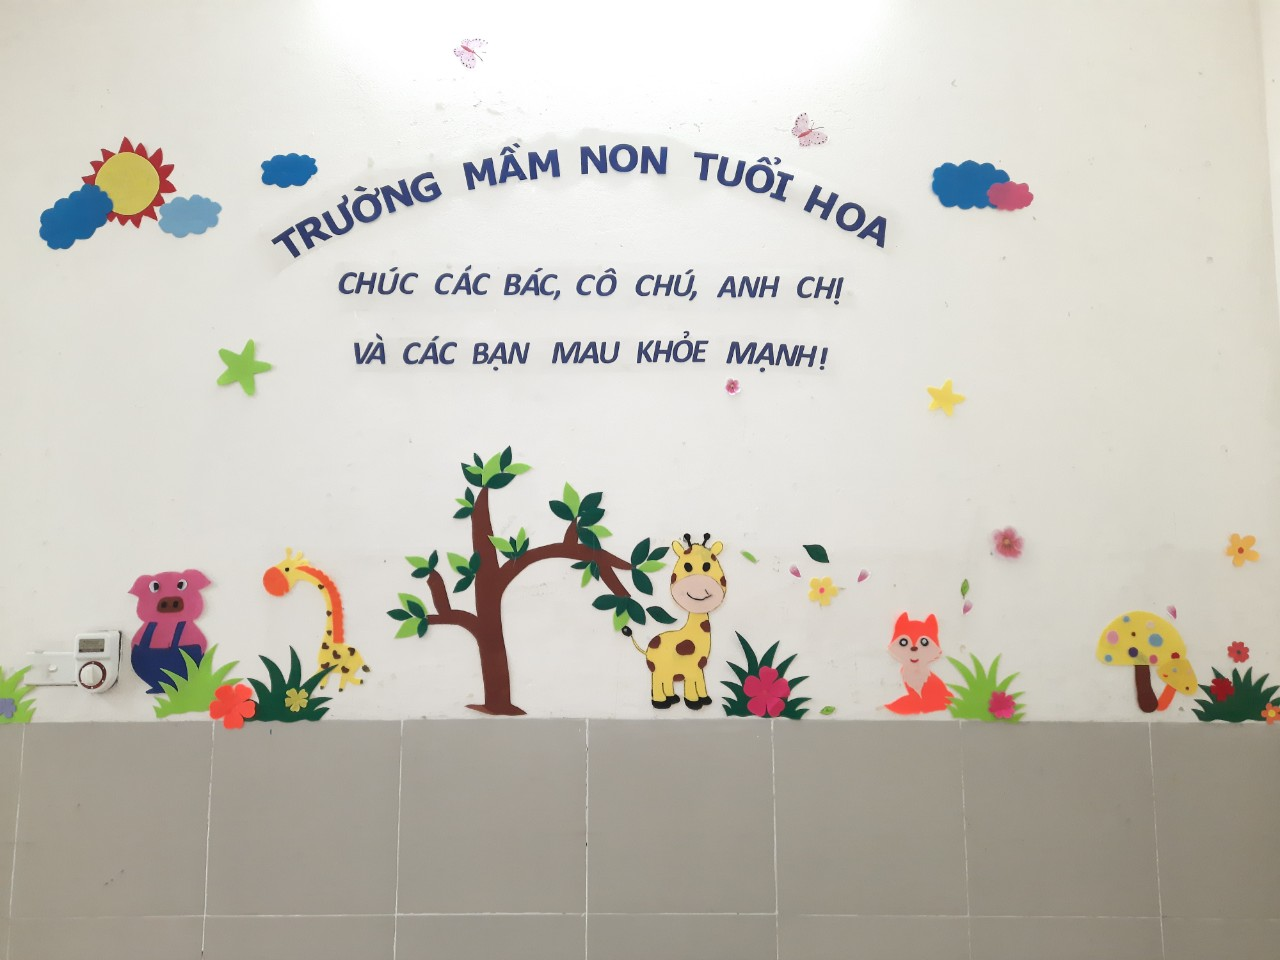 TRƯỜNG MẦM NON TUỔI HOA
CHÚC CÁC BÁC, CÔ CHÚ, ANH CHỊ
VÀ CÁC BẠN MAU KHỎE MẠNH!